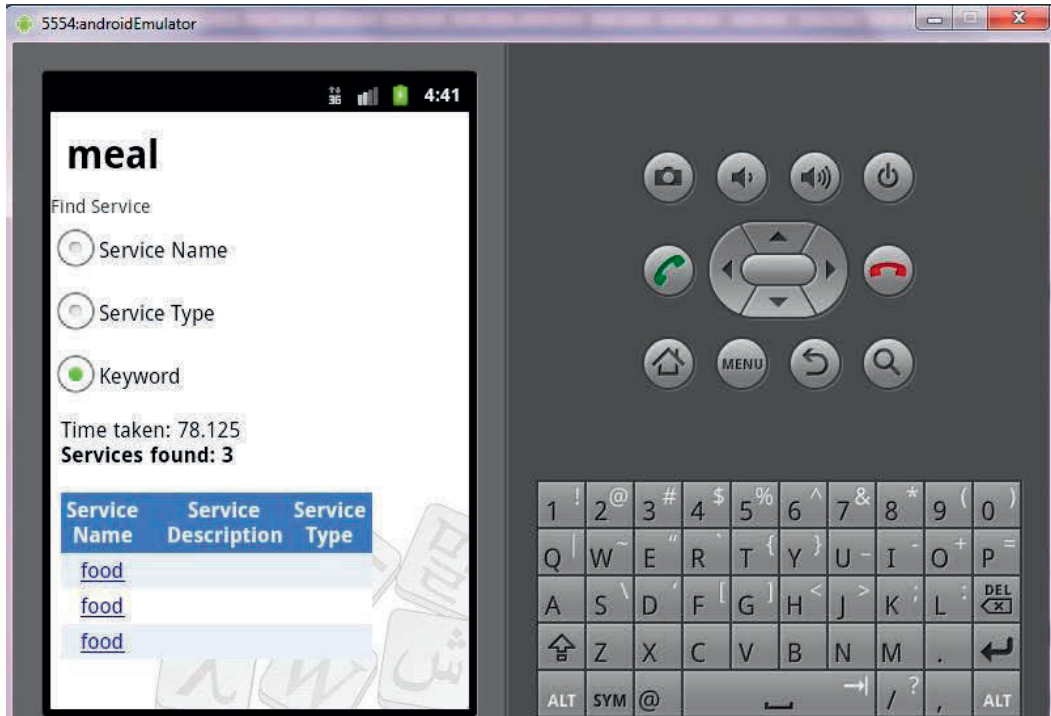 5554:androidEmulator
3G 4:41
meal
Find Service
Service Name
Service Type
Keyword
Time taken: 78.125
Services found: 3
Service Name Service Description Service Type
food
food
food
MENU
1 ! 2 @ 3 # 4 $ 5 % 6 ^ 7 & 8 * 9 ( 0 )
Q | W ~ E " R ` T { Y } U _ I - O + P =
A S \ D ' F [ G ] H < J > K ; L : DEL
Z X C V B N M .
ALT SYM @ / ? , ALT